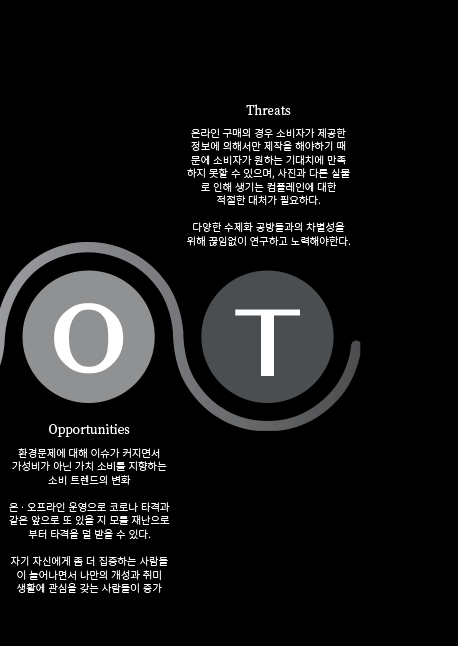 Threats
온라인 구매의 경우 소비자가 제공한
정보에 의해서만 제작을 해야하기 때
문에 소비자가 원하는 기대치에 만족
하지 못할 수 있으며, 사진과 다른 실물
로 인해 생기는 컴플레인에 대한
적절한 대처가 필요하다.
다양한 수제화 공방들과의 차별성을
위해 끊임없이 연구하고 노력해야한다.
O
T
Opportunities
환경문제에 대해 이슈가 커지면서
가성비가 아닌 가치 소비를 지향하는
소비 트렌드의 변화
온 · 오프라인 운영으로 코로나 타격과
같은 앞으로 또 있을 지 모를 재난으로
부터 타격을 덜 받을 수 있다.
자기 자신에게 좀 더 집중하는 사람들
이 늘어나면서 나만의 개성과 취미
생활에 관심을 갖는 사람들이 증가